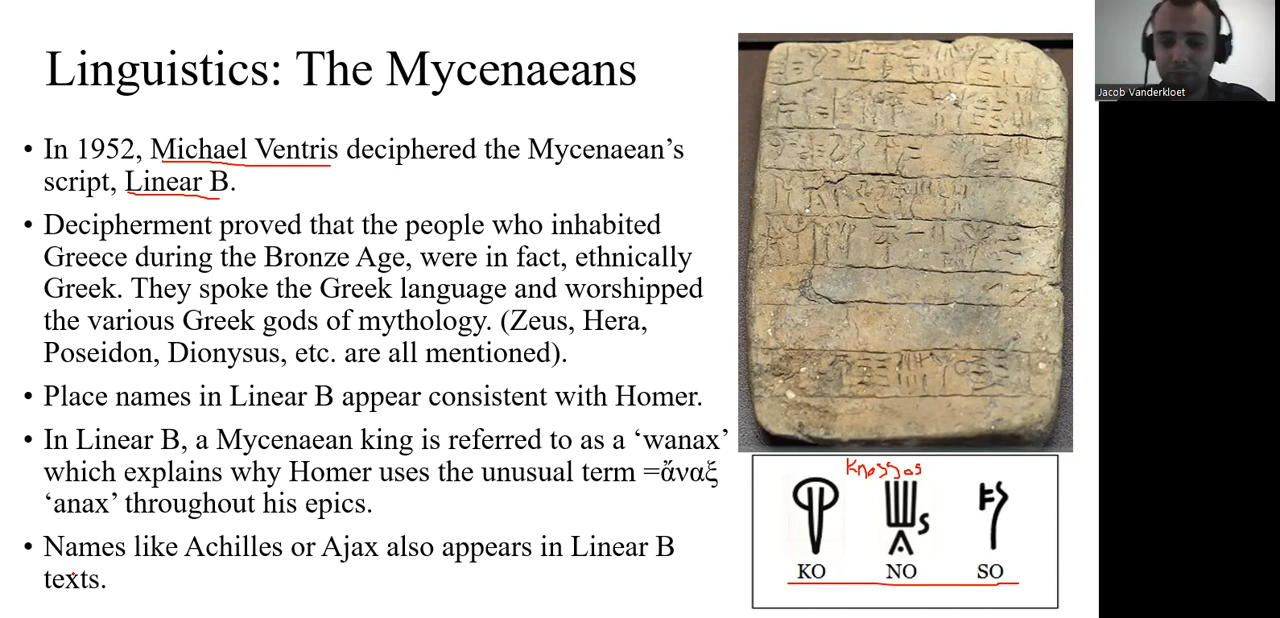 Linguistics: The Mycenaeans
• In 1952, Michael Ventris deciphered the Mycenaean’s
script, Linear B.
• Decipherment proved that the people who inhabited
Greece during the Bronze Age, were in fact, ethnically
Greek. They spoke the Greek language and worshipped
the various Greek gods of mythology. (Zeus, Hera,
Poseidon, Dionysus, etc. are all mentioned).
• Place names in Linear B appear consistent with Homer.
• In Linear B, a Mycenaean king is referred to as a ‘wanax’
which explains why Homer uses the unusual term =ἄναξ
‘anax’ throughout his epics.
• Names like Achilles or Ajax also appears in Linear B
texts.
Knossos
s
KO NO SO
Jacob Vanderkloet